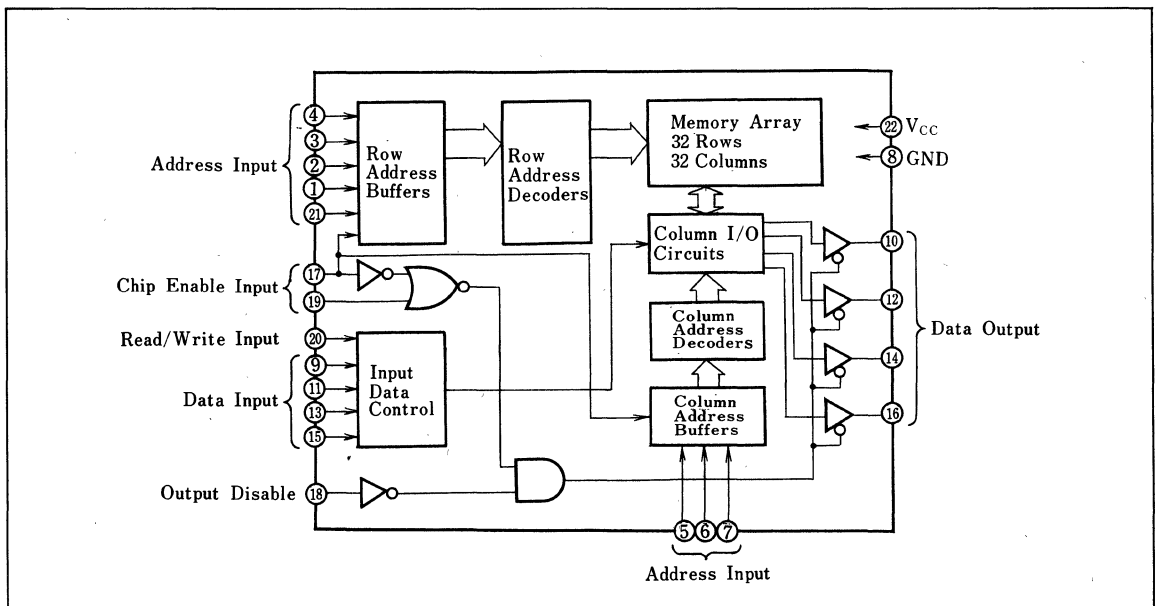 Address Input
4
3
2
1
21
Row
Address
Buffers
Row
Address
Decoders
Memory Array
32 Rows
32 Columns
22
VCC
8
GND
Chip Enable Input
17
19
Column I/O
Circuits
10
12
14
16
Data Output
Read/Write Input
20
Data Input
9
11
13
15
Input
Data
Control
Column
Address
Decoders
Column
Address
Buffers
Output Disable
18
5
6
7
Address Input